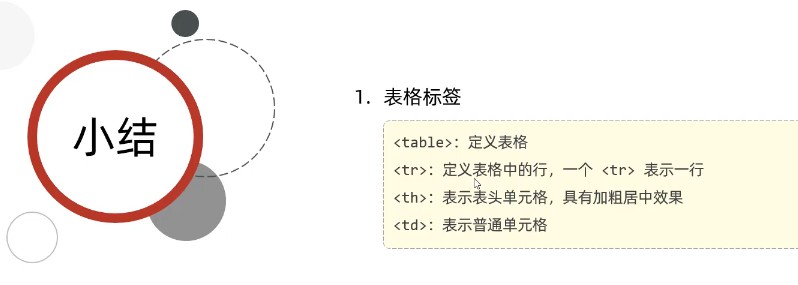 小结
1. 表格标签
<table>：定义表格
<tr>：定义表格中的行，一个 <tr> 表示一行
<th>：表示表头单元格，具有加粗居中效果
<td>：表示普通单元格